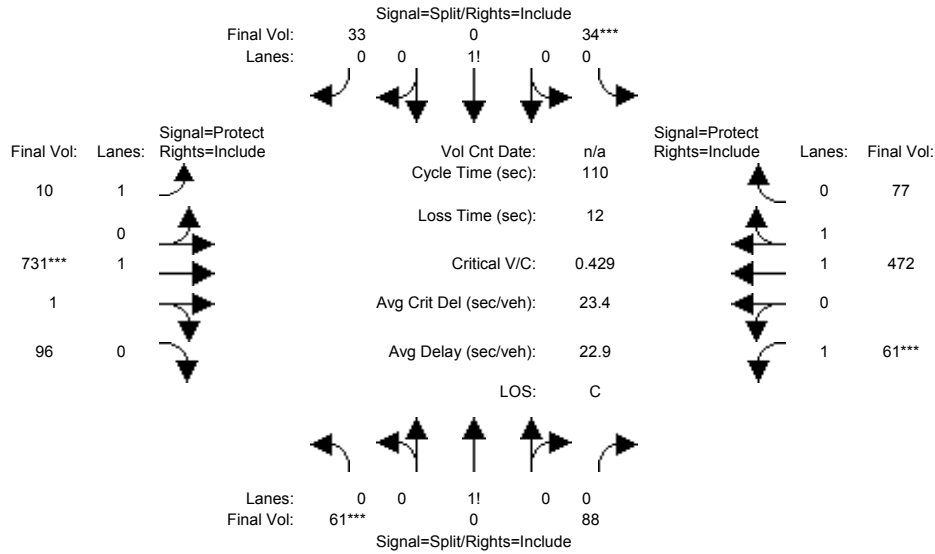 Signal=Split/Rights=Include
Final Vol: 33 0 34***
Lanes: 0 0 1! 0 0
Signal=Protect Signal=Protect
Final Vol: Lanes: Rights=Include Vol Cnt Date: n/a Rights=Include Lanes: Final Vol:
Cycle Time (sec): 110
10 1 0 77
Loss Time (sec): 12
0 1
731*** 1 Critical V/C: 0.429 1 472
1 Avg Crit Del (sec/veh): 23.4 0
96 0 Avg Delay (sec/veh): 22.9 1 61***
LOS: C
Lanes: 0 0 1! 0 0
Final Vol: 61*** 0 88
Signal=Split/Rights=Include